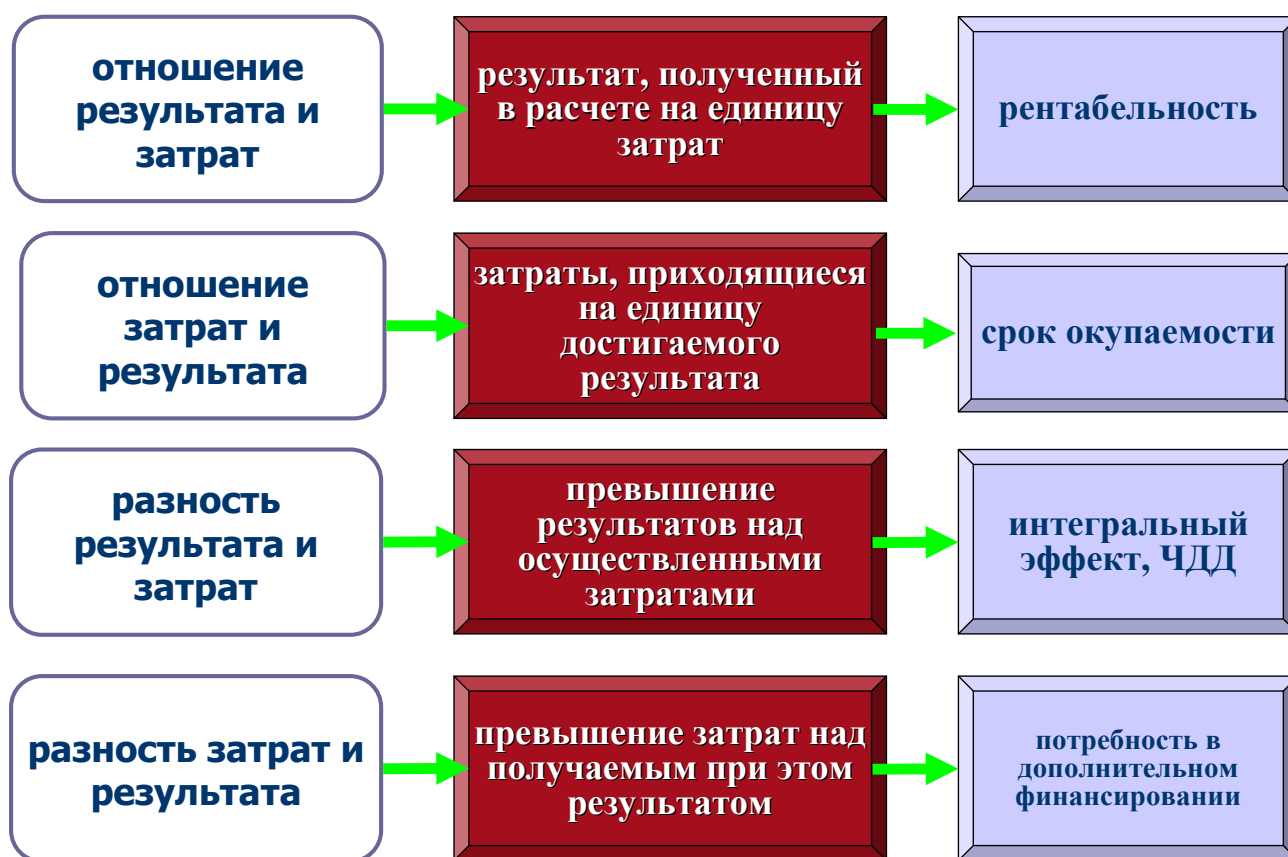 отношение
результата и
затрат
результат, полученный
в расчете на единицу
затрат
рентабельность
отношение
затрат и
результата
затраты, приходящиеся
на единицу
достигаемого
результата
срок окупаемости
разность
результата и
затрат
превышение
результатов над
осуществленными
затратами
интегральный
эффект, ЧДД
разность затрат и
результата
превышение затрат над
получаемым при этом
результатом
потребность в
дополнительном
финансировании